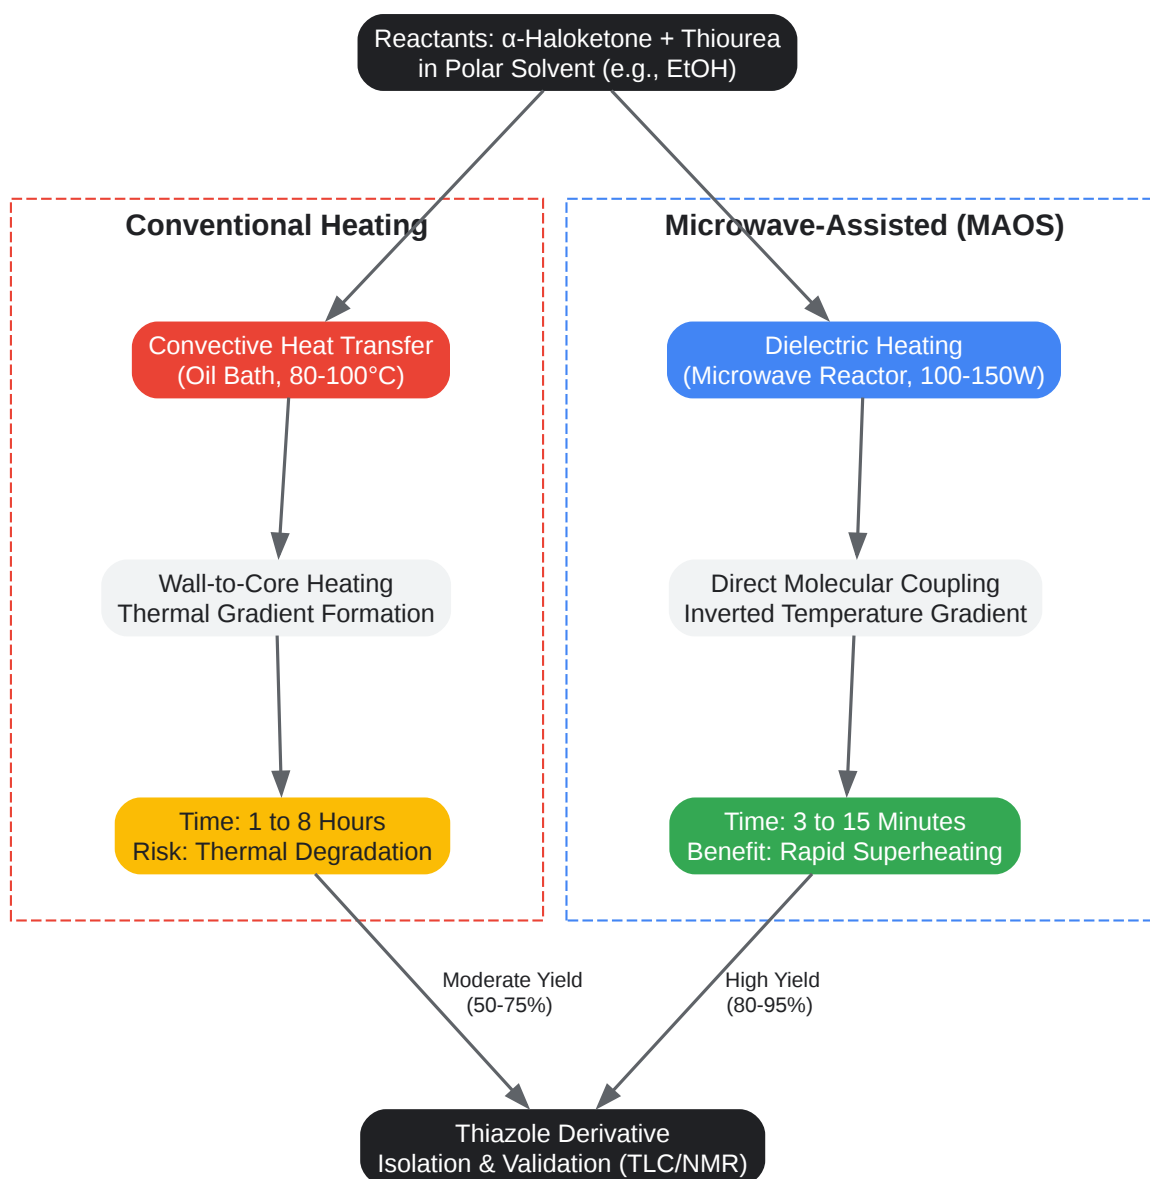 Reactants: α-Haloketone + Thiourea
in Polar Solvent (e.g., EtOH)
Conventional Heating
Microwave-Assisted (MAOS)
Convective Heat Transfer
(Oil Bath, 80-100°C)
Dielectric Heating
(Microwave Reactor, 100-150W)
Wall-to-Core Heating
Thermal Gradient Formation
Direct Molecular Coupling
Inverted Temperature Gradient
Time: 1 to 8 Hours
Risk: Thermal Degradation
Time: 3 to 15 Minutes
Benefit: Rapid Superheating
Moderate Yield
(50-75%)
High Yield
(80-95%)
Thiazole Derivative
Isolation & Validation (TLC/NMR)